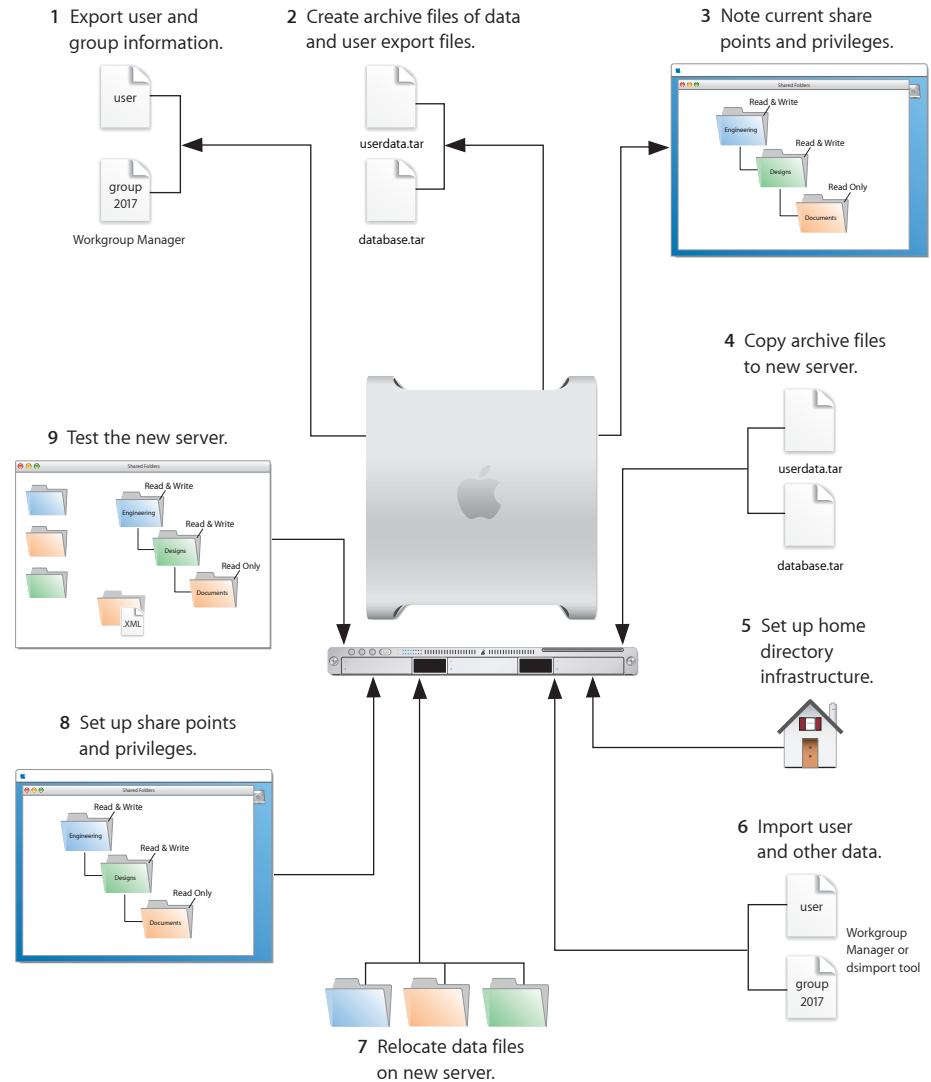 1 Export user and
group information.
user
group
2017
Workgroup Manager
2 Create archive files of data
and user export files.
userdata.tar
database.tar
3 Note current share
points and privileges.
Shared Folders
Read & Write
Engineering
Read & Write
Designs
Read Only
Documents
4 Copy archive files
to new server.
userdata.tar
database.tar
5 Set up home
directory
infrastructure.
6 Import user
and other data.
user
group
2017
Workgroup
Manager or
dsimport tool
7 Relocate data files
on new server.
8 Set up share points
and privileges.
Shared Folders
Read & Write
Engineering
Read & Write
Designs
Read Only
Documents
9 Test the new server.
Shared Folders
Read & Write
Engineering
Read & Write
Designs
Read Only
Documents
.XML